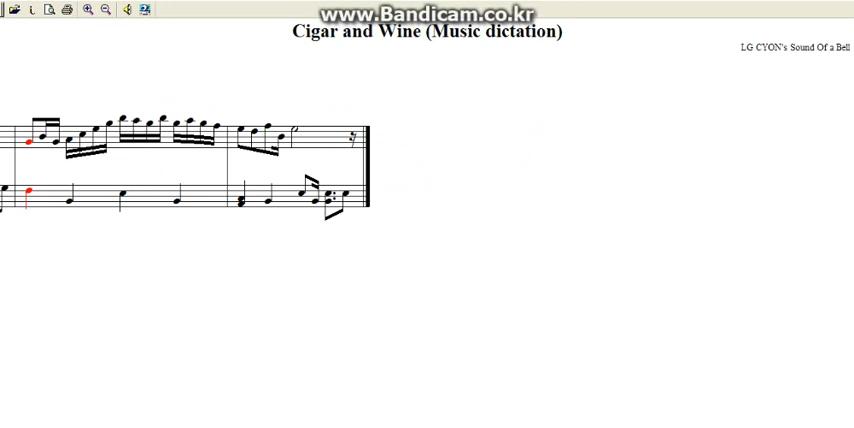 www.Bandicam.co.kr
Cigar and Wine (Music dictation)
LG CYON's Sound Of a Bell